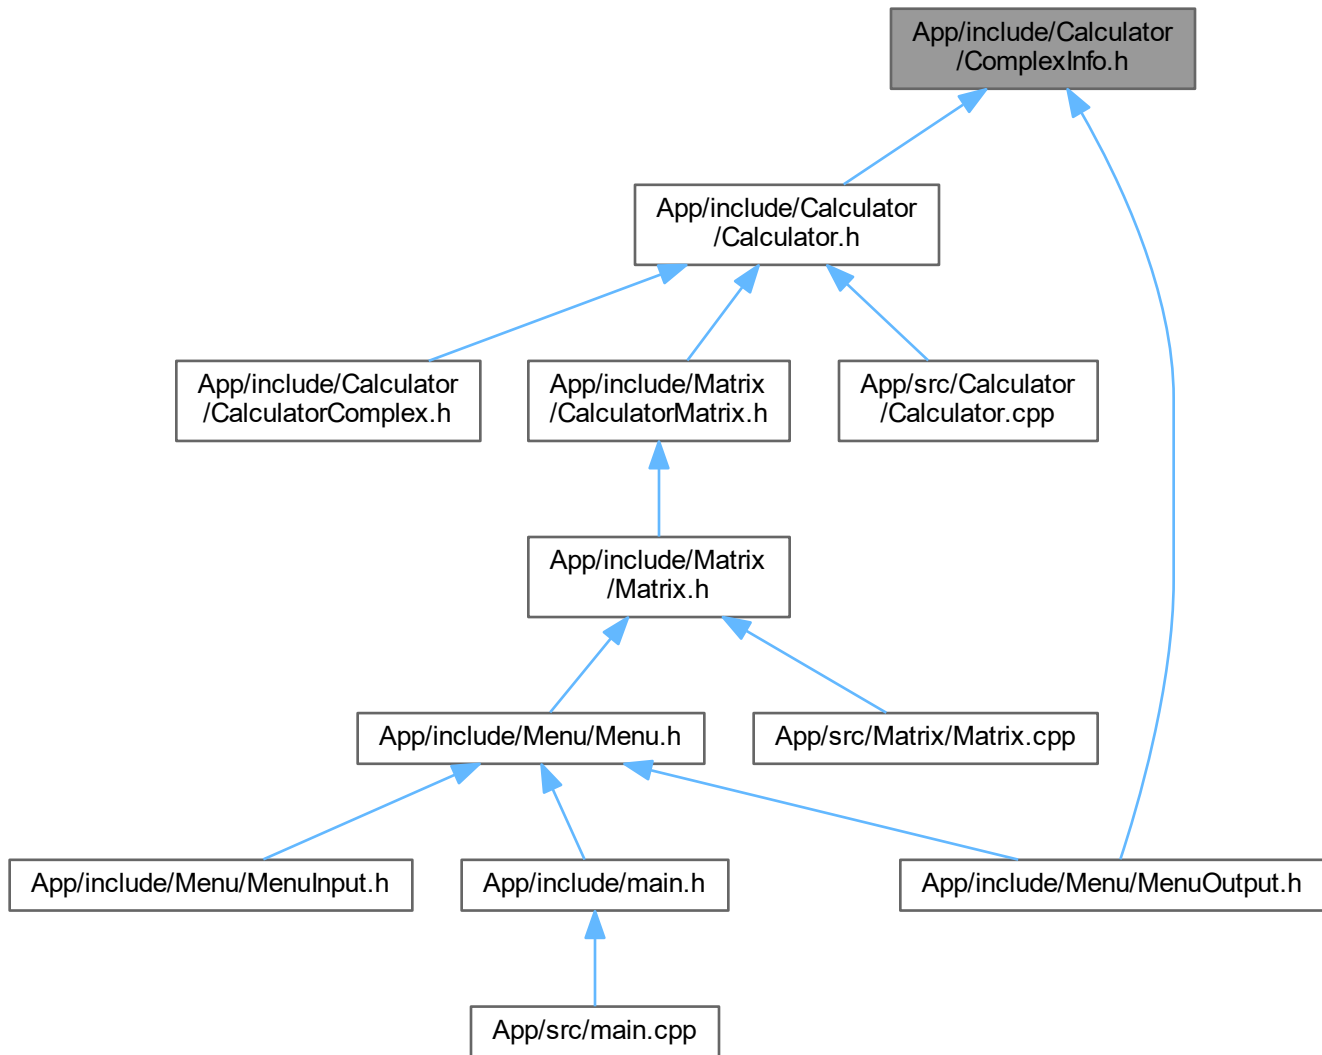 App/include/Calculator
/ComplexInfo.h
App/include/Calculator
/Calculator.h
App/include/Calculator
/CalculatorComplex.h
App/include/Matrix
/CalculatorMatrix.h
App/src/Calculator
/Calculator.cpp
App/include/Matrix
/Matrix.h
App/include/Menu/Menu.h
App/src/Matrix/Matrix.cpp
App/include/Menu/MenuInput.h
App/include/main.h
App/include/Menu/MenuOutput.h
App/src/main.cpp